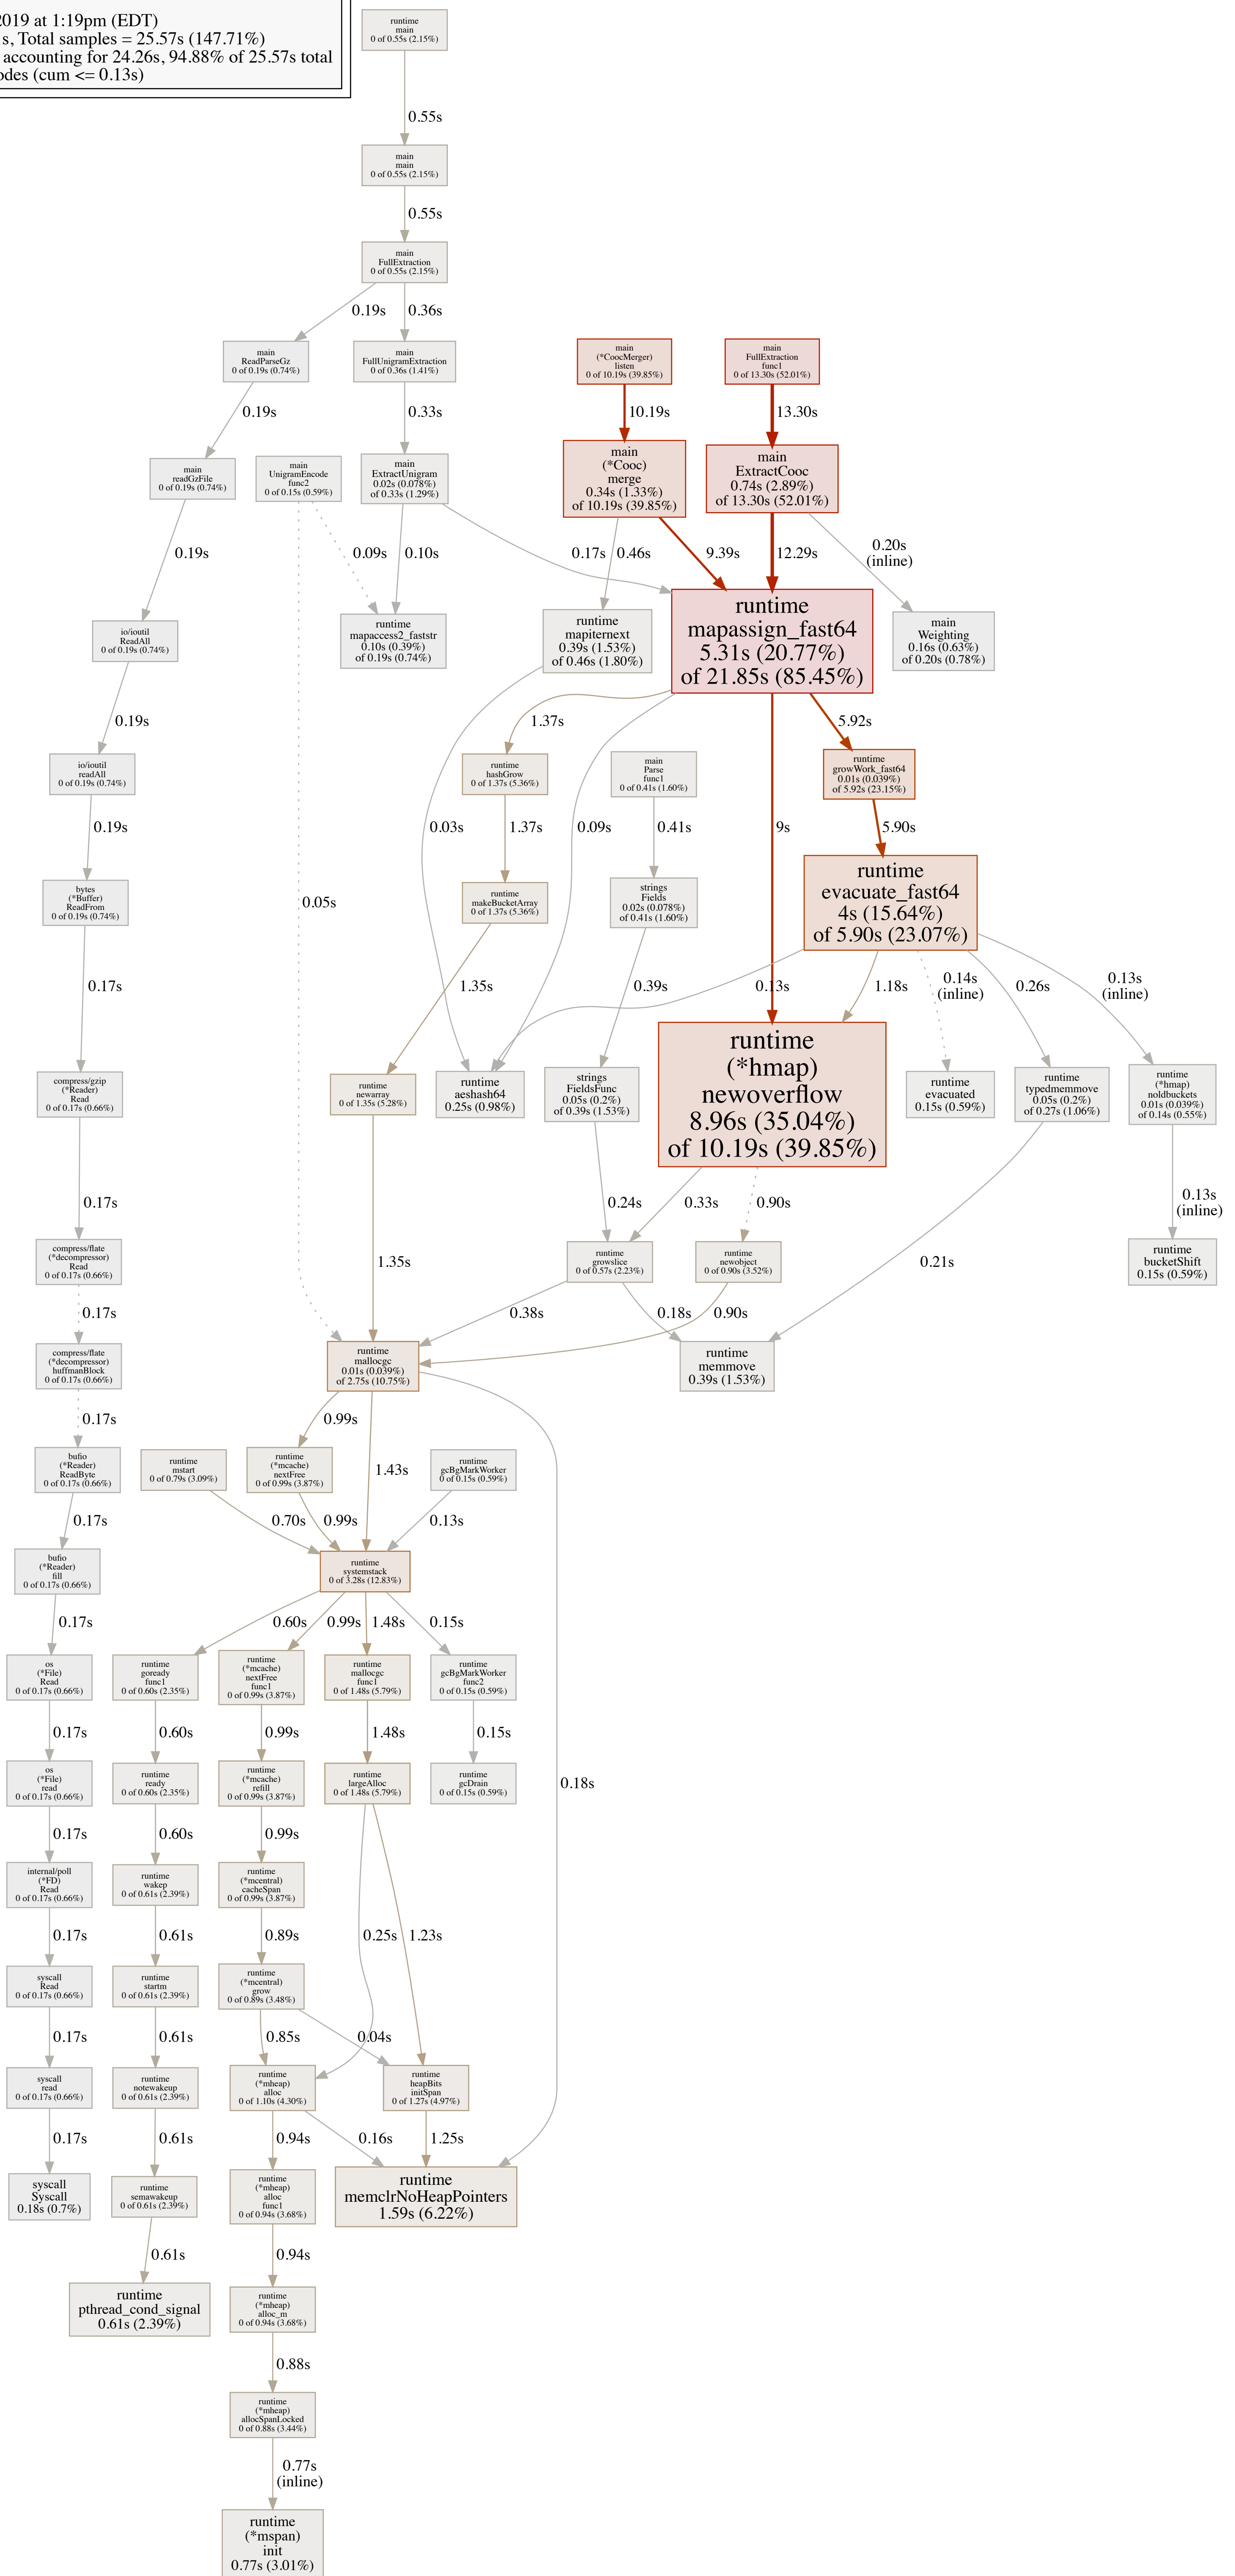 2019 at 1:19pm (EDT)
s, Total samples = 25.57s (147.71%)
accounting for 24.26s, 94.88% of 25.57s total
odes (cum <= 0.13s)
runtime
main
0 of 0.55s (2.15%)
0.55s
main
main
0 of 0.55s (2.15%)
0.55s
main
FullExtraction
0 of 0.55s (2.15%)
0.19s
0.36s
main
ReadParseGz
0 of 0.19s (0.74%)
main
FullUnigramExtraction
0 of 0.36s (1.41%)
main
(*CoocMerger)
listen
0 of 10.19s (39.85%)
main
FullExtraction
func1
0 of 13.30s (52.01%)
0.19s
0.33s
10.19s
13.30s
main
readGzFile
0 of 0.19s (0.74%)
main
UnigramEncode
func2
0 of 0.15s (0.59%)
main
ExtractUnigram
0.02s (0.078%)
of 0.33s (1.29%)
main
(*Cooc)
merge
0.34s (1.33%)
of 10.19s (39.85%)
main
ExtractCooc
0.74s (2.89%)
of 13.30s (52.01%)
0.19s
0.09s
0.10s
0.17s
0.46s
9.39s
12.29s
0.20s
(inline)
io/ioutil
ReadAll
0 of 0.19s (0.74%)
runtime
mapaccess2_faststr
0.10s (0.39%)
of 0.19s (0.74%)
runtime
mapiternext
0.39s (1.53%)
of 0.46s (1.80%)
runtime
mapassign_fast64
5.31s (20.77%)
of 21.85s (85.45%)
main
Weighting
0.16s (0.63%)
of 0.20s (0.78%)
0.19s
1.37s
5.92s
io/ioutil
readAll
0 of 0.19s (0.74%)
runtime
hashGrow
0 of 1.37s (5.36%)
main
Parse
func1
0 of 0.41s (1.60%)
runtime
growWork_fast64
0.01s (0.039%)
of 5.92s (23.15%)
0.19s
0.03s
1.37s
0.09s
0.41s
9s
5.90s
bytes
(*Buffer)
ReadFrom
0 of 0.19s (0.74%)
0.05s
runtime
makeBucketArray
0 of 1.37s (5.36%)
strings
Fields
0.02s (0.078%)
of 0.41s (1.60%)
runtime
evacuate_fast64
4s (15.64%)
of 5.90s (23.07%)
0.17s
1.35s
0.39s
0.13s
1.18s
0.14s
(inline)
0.26s
0.13s
(inline)
compress/gzip
(*Reader)
Read
0 of 0.17s (0.66%)
runtime
newarray
0 of 1.35s (5.28%)
runtime
aeshash64
0.25s (0.98%)
strings
FieldsFunc
0.05s (0.2%)
of 0.39s (1.53%)
runtime
(*hmap)
newoverflow
8.96s (35.04%)
of 10.19s (39.85%)
runtime
evacuated
0.15s (0.59%)
runtime
typedmemmove
0.05s (0.2%)
of 0.27s (1.06%)
runtime
(*hmap)
noldbuckets
0.01s (0.039%)
of 0.14s (0.55%)
0.17s
0.24s
0.33s
0.90s
0.13s
(inline)
compress/flate
(*decompressor)
Read
0 of 0.17s (0.66%)
1.35s
runtime
growslice
0 of 0.57s (2.23%)
runtime
newobject
0 of 0.90s (3.52%)
0.21s
runtime
bucketShift
0.15s (0.59%)
0.17s
0.38s
0.18s
0.90s
compress/flate
(*decompressor)
huffmanBlock
0 of 0.17s (0.66%)
runtime
mallocgc
0.01s (0.039%)
of 2.75s (10.75%)
runtime
memmove
0.39s (1.53%)
0.17s
0.99s
1.43s
bufio
(*Reader)
ReadByte
0 of 0.17s (0.66%)
runtime
mstart
0 of 0.79s (3.09%)
runtime
(*mcache)
nextFree
0 of 0.99s (3.87%)
runtime
gcBgMarkWorker
0 of 0.15s (0.59%)
0.17s
0.70s
0.99s
0.13s
bufio
(*Reader)
fill
0 of 0.17s (0.66%)
runtime
systemstack
0 of 3.28s (12.83%)
0.17s
0.60s
0.99s
1.48s
0.15s
os
(*File)
Read
0 of 0.17s (0.66%)
runtime
goready
func1
0 of 0.60s (2.35%)
runtime
(*mcache)
nextFree
func1
0 of 0.99s (3.87%)
runtime
mallocgc
func1
0 of 1.48s (5.79%)
runtime
gcBgMarkWorker
func2
0 of 0.15s (0.59%)
0.17s
0.60s
0.99s
1.48s
0.15s
os
(*File)
read
0 of 0.17s (0.66%)
runtime
ready
0 of 0.60s (2.35%)
runtime
(*mcache)
refill
0 of 0.99s (3.87%)
runtime
largeAlloc
0 of 1.48s (5.79%)
runtime
gcDrain
0 of 0.15s (0.59%)
0.18s
0.17s
0.60s
0.99s
internal/poll
(*FD)
Read
0 of 0.17s (0.66%)
runtime
wakep
0 of 0.61s (2.39%)
runtime
(*mcentral)
cacheSpan
0 of 0.99s (3.87%)
0.17s
0.61s
0.89s
0.25s
1.23s
syscall
Read
0 of 0.17s (0.66%)
runtime
startm
0 of 0.61s (2.39%)
runtime
(*mcentral)
grow
0 of 0.89s (3.48%)
0.17s
0.61s
0.85s
0.04s
syscall
read
0 of 0.17s (0.66%)
runtime
notewakeup
0 of 0.61s (2.39%)
runtime
(*mheap)
alloc
0 of 1.10s (4.30%)
runtime
heapBits
initSpan
0 of 1.27s (4.97%)
0.17s
0.61s
0.94s
0.16s
1.25s
syscall
Syscall
0.18s (0.7%)
runtime
semawakeup
0 of 0.61s (2.39%)
runtime
(*mheap)
alloc
func1
0 of 0.94s (3.68%)
runtime
memclrNoHeapPointers
1.59s (6.22%)
0.61s
0.94s
runtime
pthread_cond_signal
0.61s (2.39%)
runtime
(*mheap)
alloc_m
0 of 0.94s (3.68%)
0.88s
runtime
(*mheap)
allocSpanLocked
0 of 0.88s (3.44%)
0.77s
(inline)
runtime
(*mspan)
init
0.77s (3.01%)